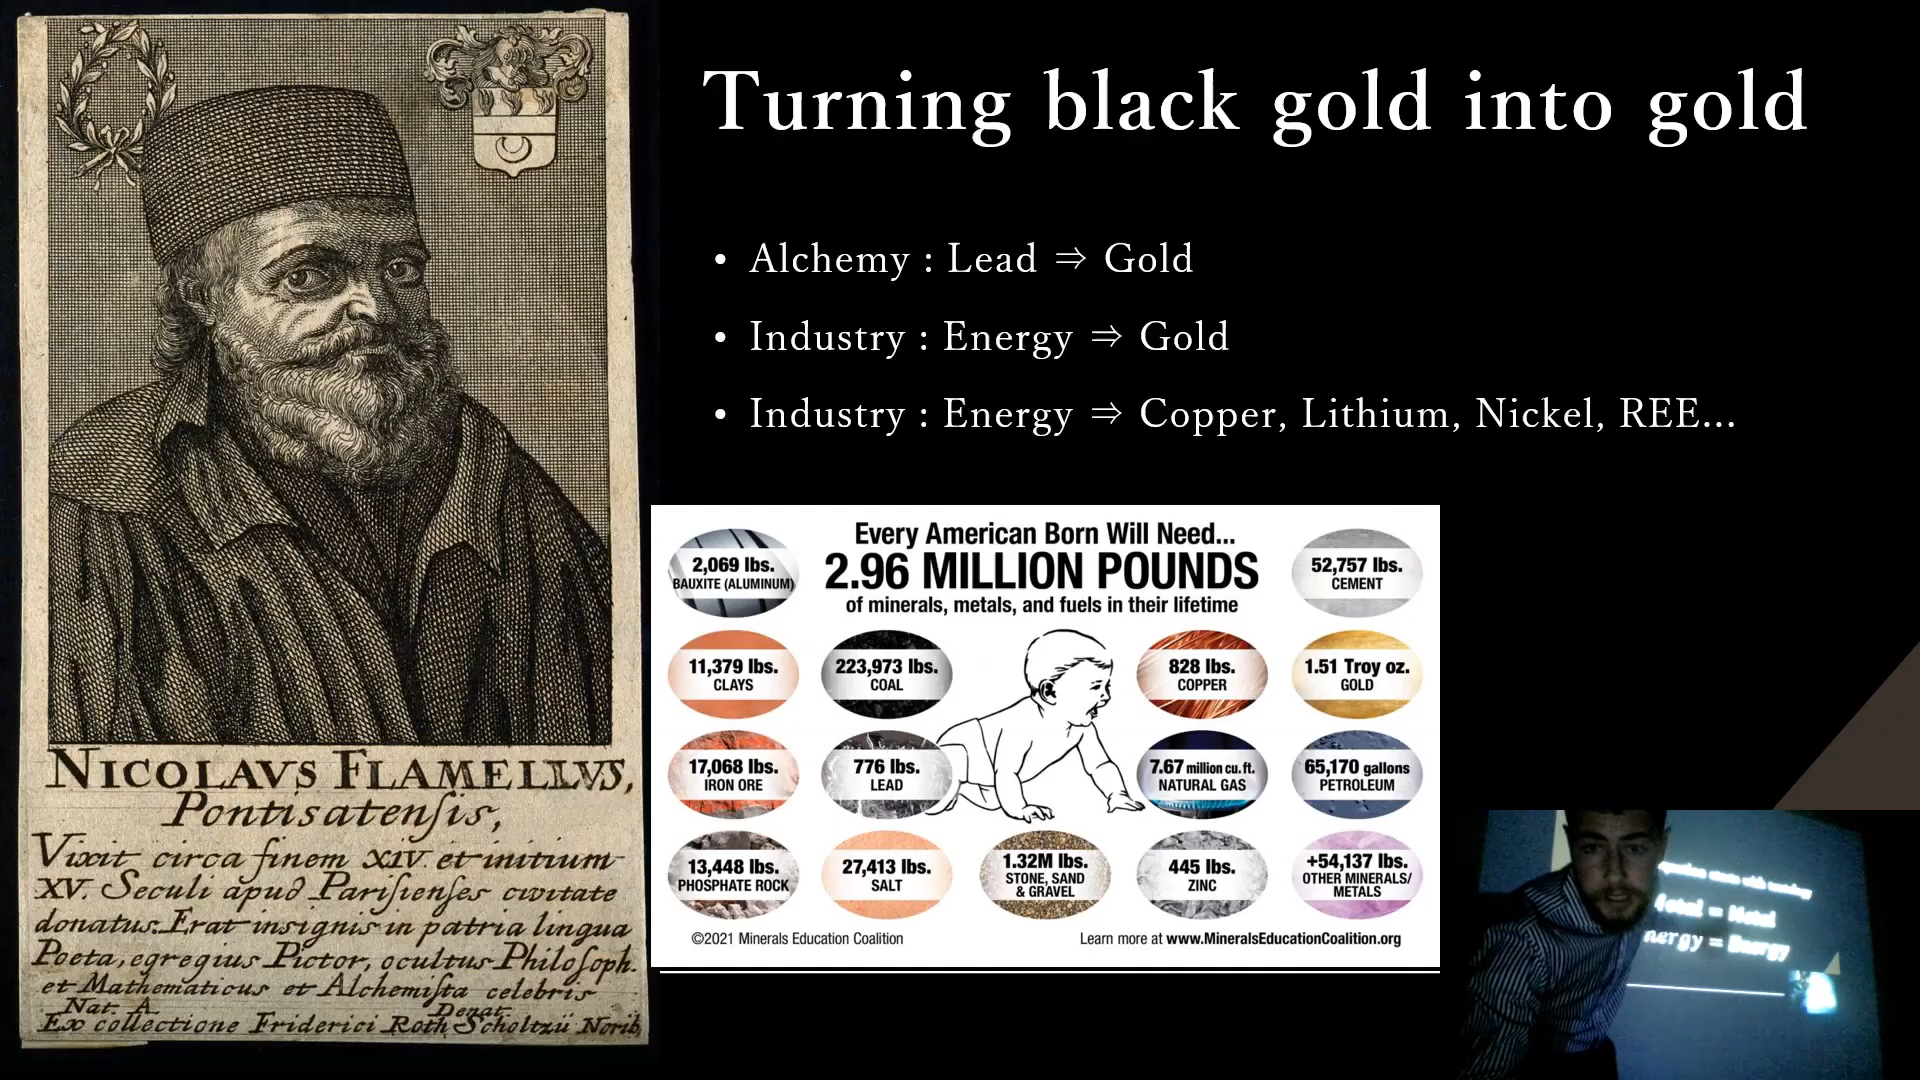 Turning black gold into gold
• Alchemy : Lead ⇒ Gold
• Industry : Energy ⇒ Gold
• Industry : Energy ⇒ Copper, Lithium, Nickel, REE...
NICOLAVS FLAMELLVS,
Pontisatensis,
Vixit circa finem XIV et initium
XV. Seculi apud Parisienses civitate
donatus. Erat insignis in patria lingua
Poeta, egregius Pictor, ocultus Philosoph.
et Mathematicus et Alchemista celebris
Nat. A. Denat.
Ex collectione Friderici Roth Scholtzii Norib.
Every American Born Will Need...
2.96 MILLION POUNDS
of minerals, metals, and fuels in their lifetime
2,069 lbs.
BAUXITE (ALUMINUM)
52,757 lbs.
CEMENT
11,379 lbs.
CLAYS
223,973 lbs.
COAL
828 lbs.
COPPER
1.51 Troy oz.
GOLD
17,068 lbs.
IRON ORE
776 lbs.
LEAD
7.67 million cu. ft.
NATURAL GAS
65,170 gallons
PETROLEUM
13,448 lbs.
PHOSPHATE ROCK
27,413 lbs.
SALT
1.32M lbs.
STONE, SAND
& GRAVEL
445 lbs.
ZINC
+54,137 lbs.
OTHER MINERALS/
METALS
©2021 Minerals Education Coalition
Learn more at www.MineralsEducationCoalition.org
= Metal
= Energy